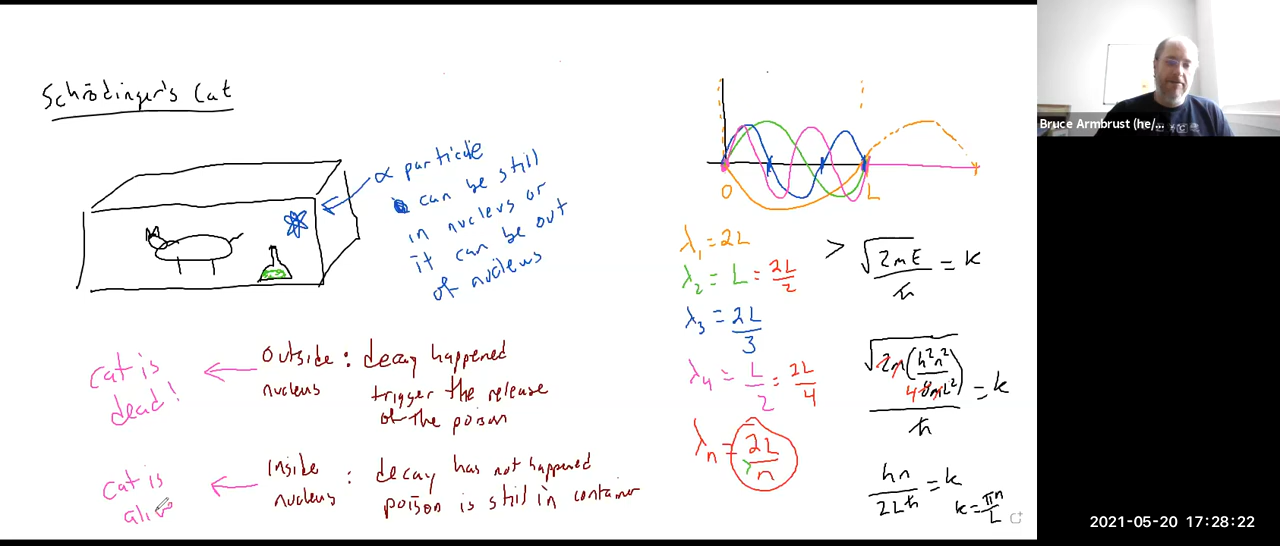 Schrödinger's Cat
α particle
can be still
in nucleus or
it can be out
of nucleus
cat is
dead!
outside : decay happened
nucleus trigger the release
of the poison
cat is
alive
inside : decay has not happened
nucleus poison is still in container
0 L
λ₁ = 2L
λ₂ = L = 2L/2
λ₃ = 2L/3
λ₄ = L/2 = 2L/4
λn = 2L/n
> √(2mE)/ħ = k
√(2m(h²n²/8mL²))/ħ = k
hn/2Lħ = k
k = πn/L
Bruce Armbrust (he/...
2021-05-20 17:28:22